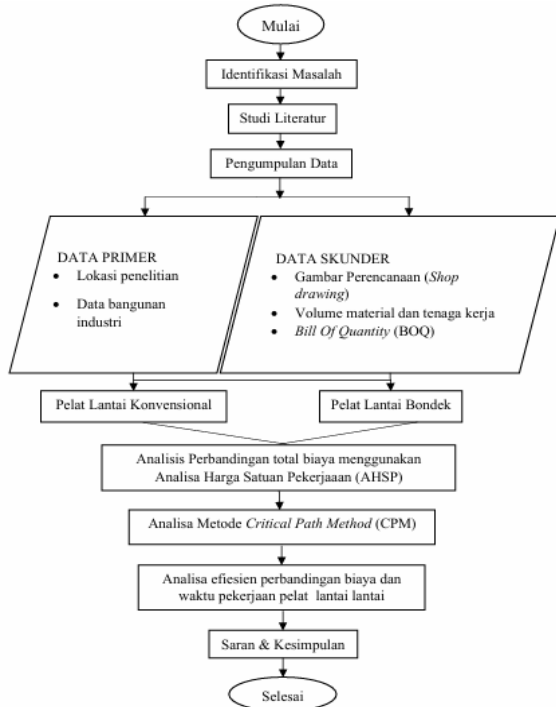 Mulai
Identifikasi Masalah
Studi Literatur
Pengumpulan Data
DATA PRIMER
• Lokasi penelitian
• Data bangunan
industri
DATA SKUNDER
• Gambar Perencanaan (Shop
drawing)
• Volume material dan tenaga kerja
• Bill Of Quantity (BOQ)
Pelat Lantai Konvensional
Pelat Lantai Bondek
Analisis Perbandingan total biaya menggunakan
Analisa Harga Satuan Pekerjaaan (AHSP)
Analisa Metode Critical Path Method (CPM)
Analisa efiesien perbandingan biaya dan
waktu pekerjaan pelat lantai lantai
Saran & Kesimpulan
Selesai